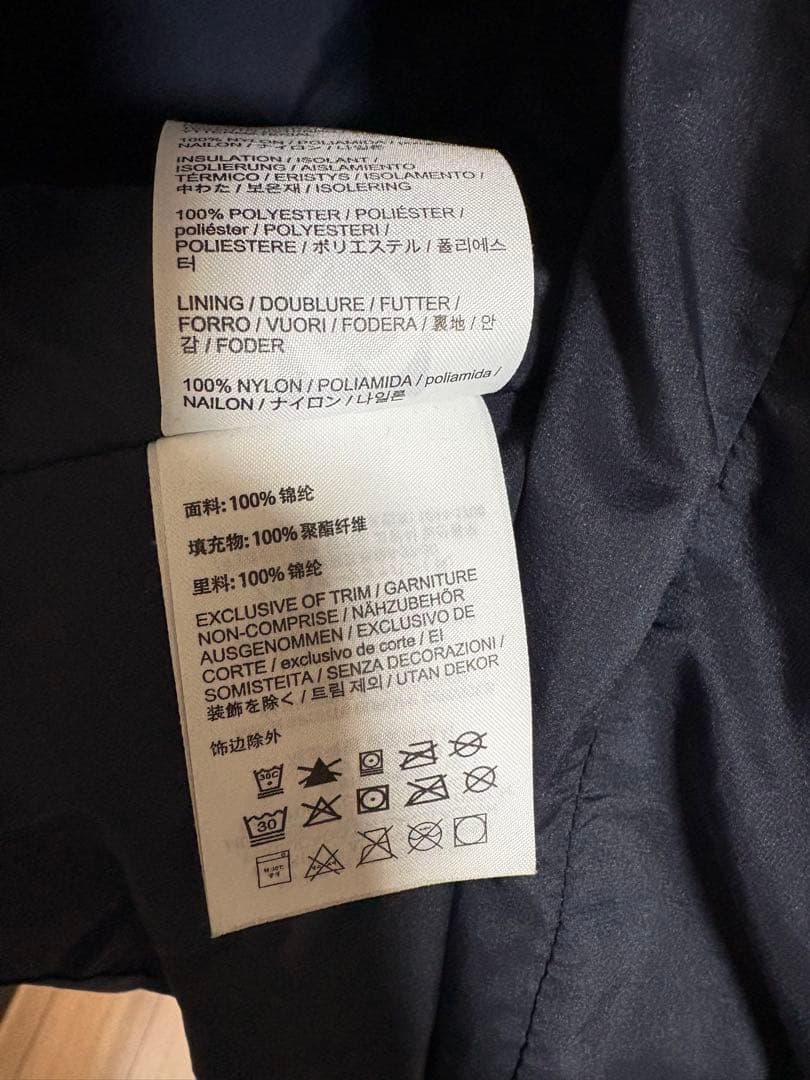 100% NYLON / POLIAMIDA /
NAILON / ナイロン / 나일론
INSULATION / ISOLANT /
ISOLIERUNG / AISLAMIENTO
TÉRMICO / ERISTYS / ISOLAMENTO /
中わた / 보온재 / ISOLERING
100% POLYESTER / POLIÉSTER /
poliéster / POLYESTERI /
POLIESTERE / ポリエステル / 폴리에스
터
LINING / DOUBLURE / FUTTER /
FORRO / VUORI / FODERA / 裏地 / 안
감 / FODER
100% NYLON / POLIAMIDA / poliamida /
NAILON / ナイロン / 나일론
面料: 100% 锦纶
填充物: 100% 聚酯纤维
里料: 100% 锦纶
EXCLUSIVE OF TRIM / GARNITURE
NON-COMPRISE / NÄHZUBEHÖR
AUSGENOMMEN / EXCLUSIVO DE
CORTE / exclusivo de corte / EI
SOMISTEITA / SENZA DECORAZIONI /
装飾を除く / 트림 제외 / UTAN DEKOR
饰边除外
30C
30